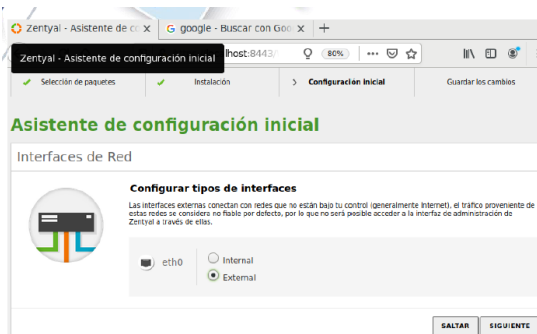 Zentyal - Asistente de co X
google - Buscar con Goo X +
Zentyal - Asistente de configuración inicial
lhost:8443/
80%
Selección de paquetes
Instalación
Configuración inicial
Guardar los cambios
Asistente de configuración inicial
Interfaces de Red
Configurar tipos de interfaces
Las interfaces externas conectan con redes que no están bajo tu control (generalmente Internet), el tráfico proveniente de
estas redes se considera no fiable por defecto, por lo que no será posible acceder a la interfaz de administración de
Zentyal a través de ellas.
eth0
Internal
External
SALTAR
SIGUIENTE